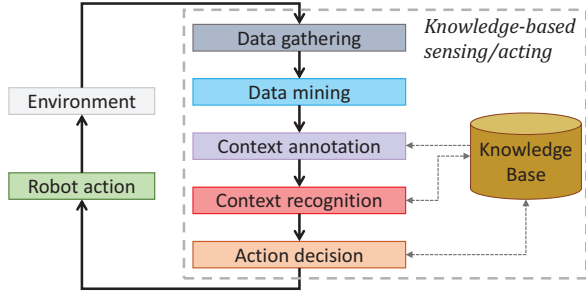 Knowledge-based
sensing/acting
Data gathering
Data mining
Environment
Context annotation
Knowledge
Base
Robot action
Context recognition
Action decision